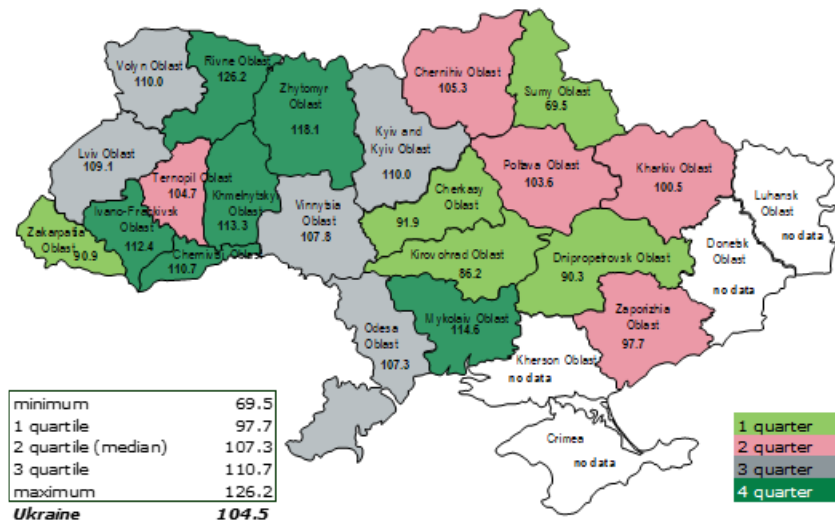 Volyn Oblast
110.0
Rivne Oblast
126.2
Zhytomyr
Oblast
118.1
Kyiv and
Kyiv Oblast
110.0
Chernihiv Oblast
105.3
Sumy Oblast
69.5
Lviv Oblast
109.1
Ternopil Oblast
104.7
Khmelnytskyi
Oblast
113.3
Vinnytsia
Oblast
107.8
Cherkasy
Oblast
91.9
Poltava Oblast
103.6
Kharkiv Oblast
100.5
Luhansk
Oblast
no data
Zakarpattia
Oblast
90.9
Ivano-Frankivsk
Oblast
112.4
Chernivtsi Oblast
110.7
Kirovohrad Oblast
86.2
Dnipropetrovsk Oblast
90.3
Donetsk
Oblast
no data
Odesa
Oblast
107.3
Mykolaiv Oblast
114.6
Zaporizhia
Oblast
97.7
Kherson Oblast
no data
Crimea
no data
minimum 69.5
1 quartile 97.7
2 quartile (median) 107.3
3 quartile 110.7
maximum 126.2
Ukraine 104.5
1 quarter
2 quarter
3 quarter
4 quarter